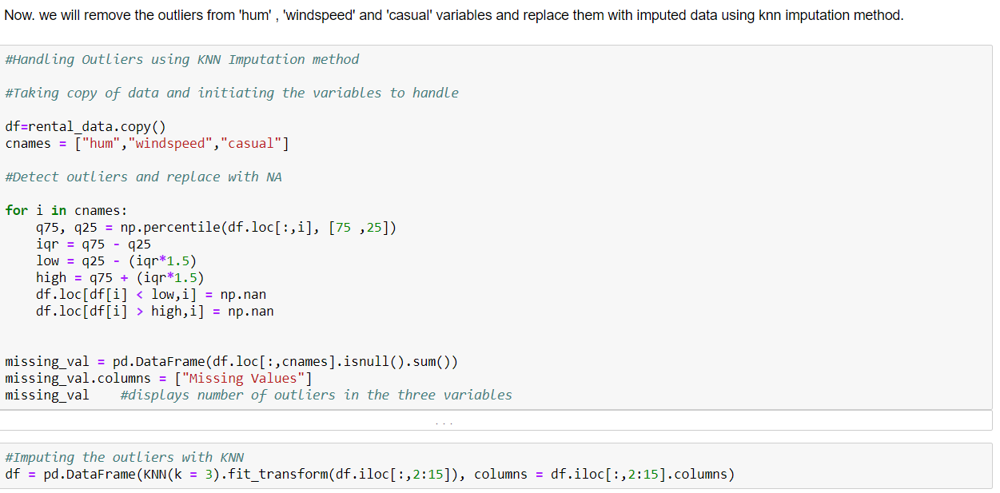 Now. we will remove the outliers from 'hum' , 'windspeed' and 'casual' variables and replace them with imputed data using knn imputation method.
#Handling Outliers using KNN Imputation method
#Taking copy of data and initiating the variables to handle
df=rental_data.copy()
cnames = ["hum","windspeed","casual"]
#Detect outliers and replace with NA
for i in cnames:
    q75, q25 = np.percentile(df.loc[:,i], [75 ,25])
    iqr = q75 - q25
    low = q25 - (iqr*1.5)
    high = q75 + (iqr*1.5)
    df.loc[df[i] < low,i] = np.nan
    df.loc[df[i] > high,i] = np.nan
missing_val = pd.DataFrame(df.loc[:,cnames].isnull().sum())
missing_val.columns = ["Missing Values"]
missing_val    #displays number of outliers in the three variables
...
#Imputing the outliers with KNN
df = pd.DataFrame(KNN(k = 3).fit_transform(df.iloc[:,2:15]), columns = df.iloc[:,2:15].columns)